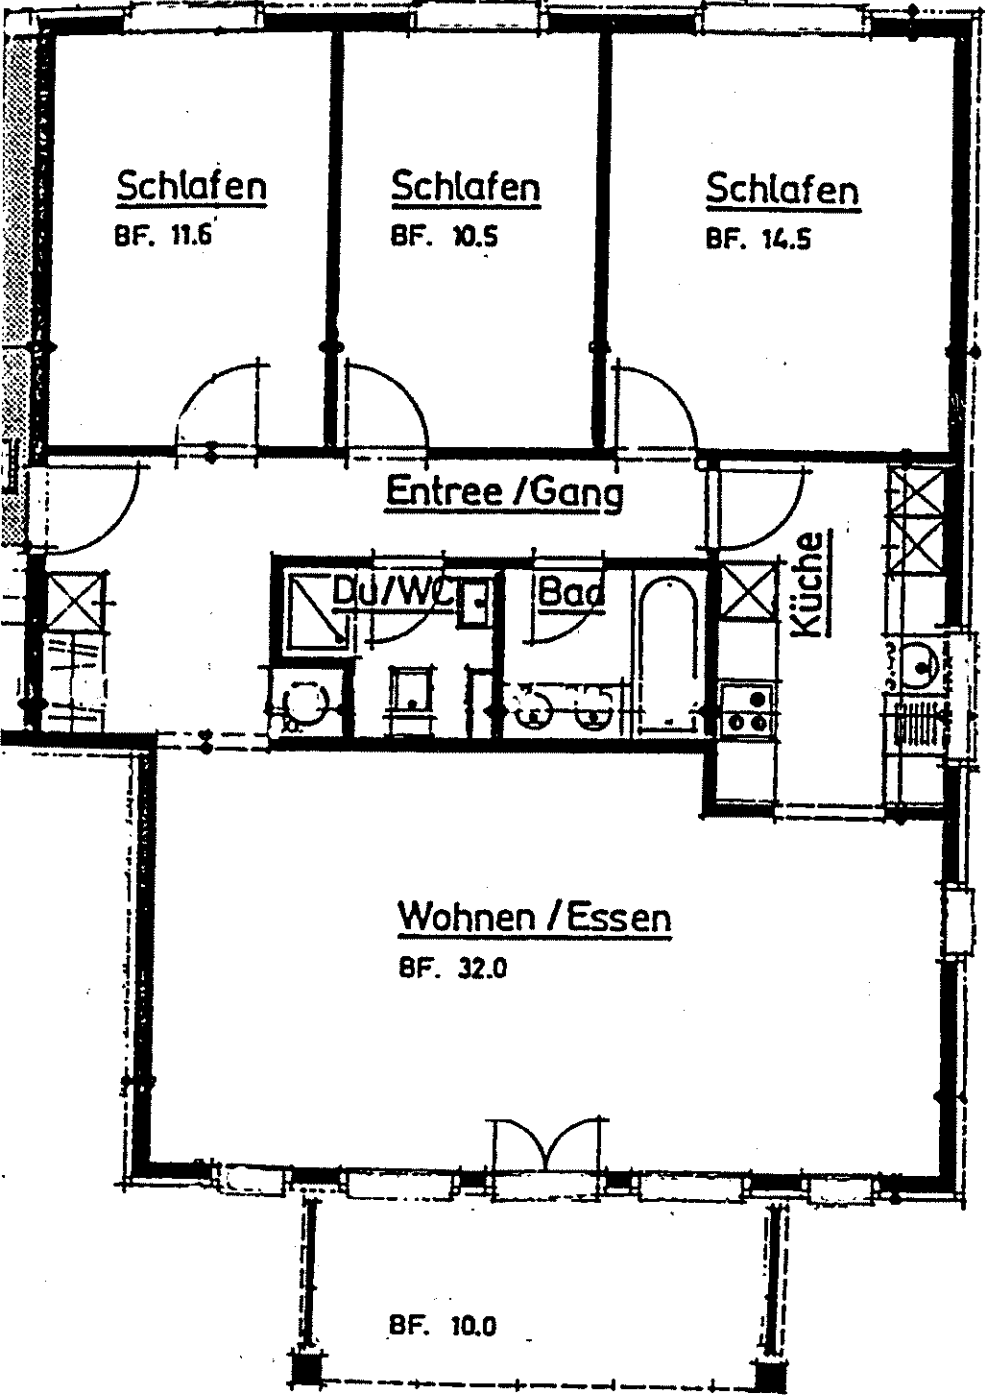 Schlafen
BF. 11.6
Schlafen
BF. 10.5
Schlafen
BF. 14.5
Entree / Gang
Du/WC
Bad
Küche
Wohnen / Essen
BF. 32.0
BF. 10.0